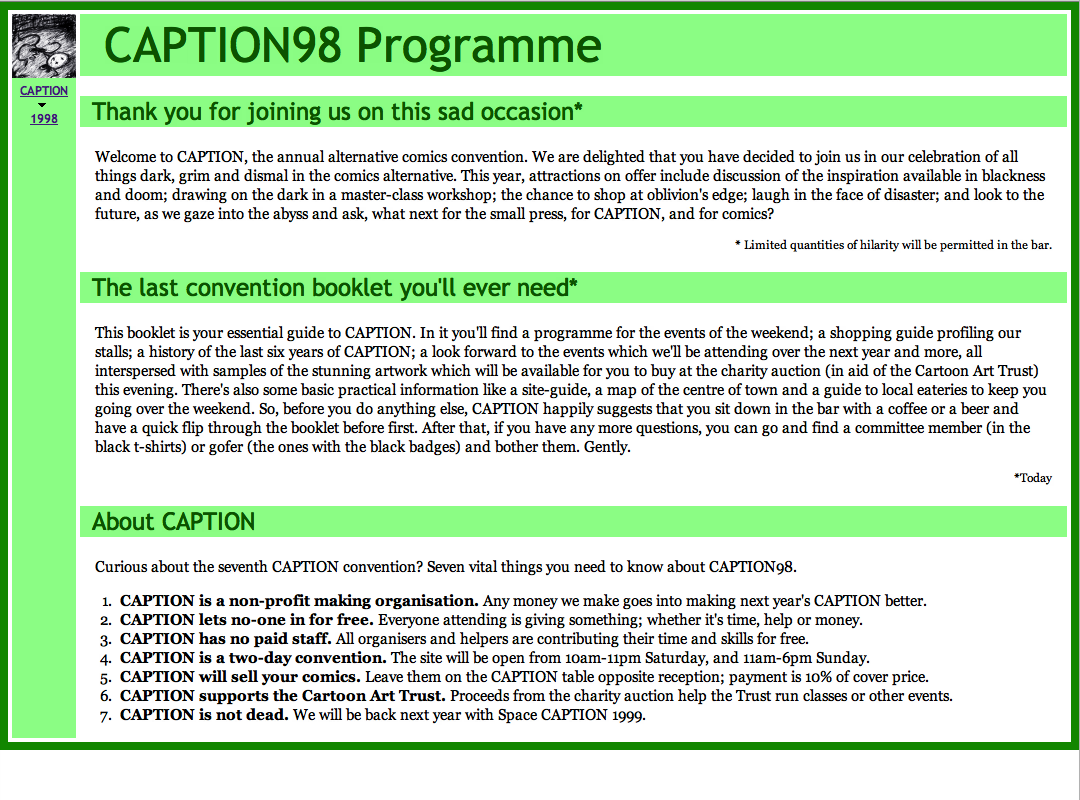 CAPTION98 Programme
CAPTION
1998
Thank you for joining us on this sad occasion*
Welcome to CAPTION, the annual alternative comics convention. We are delighted that you have decided to join us in our celebration of all
things dark, grim and dismal in the comics alternative. This year, attractions on offer include discussion of the inspiration available in blackness
and doom; drawing on the dark in a master-class workshop; the chance to shop at oblivion's edge; laugh in the face of disaster; and look to the
future, as we gaze into the abyss and ask, what next for the small press, for CAPTION, and for comics?
* Limited quantities of hilarity will be permitted in the bar.
The last convention booklet you'll ever need*
This booklet is your essential guide to CAPTION. In it you'll find a programme for the events of the weekend; a shopping guide profiling our
stalls; a history of the last six years of CAPTION; a look forward to the events which we'll be attending over the next year and more, all
interspersed with samples of the stunning artwork which will be available for you to buy at the charity auction (in aid of the Cartoon Art Trust)
this evening. There's also some basic practical information like a site-guide, a map of the centre of town and a guide to local eateries to keep you
going over the weekend. So, before you do anything else, CAPTION happily suggests that you sit down in the bar with a coffee or a beer and
have a quick flip through the booklet before first. After that, if you have any more questions, you can go and find a committee member (in the
black t-shirts) or gofer (the ones with the black badges) and bother them. Gently.
*Today
About CAPTION
Curious about the seventh CAPTION convention? Seven vital things you need to know about CAPTION98.
1. CAPTION is a non-profit making organisation. Any money we make goes into making next year's CAPTION better.
2. CAPTION lets no-one in for free. Everyone attending is giving something; whether it's time, help or money.
3. CAPTION has no paid staff. All organisers and helpers are contributing their time and skills for free.
4. CAPTION is a two-day convention. The site will be open from 10am-11pm Saturday, and 11am-6pm Sunday.
5. CAPTION will sell your comics. Leave them on the CAPTION table opposite reception; payment is 10% of cover price.
6. CAPTION supports the Cartoon Art Trust. Proceeds from the charity auction help the Trust run classes or other events.
7. CAPTION is not dead. We will be back next year with Space CAPTION 1999.